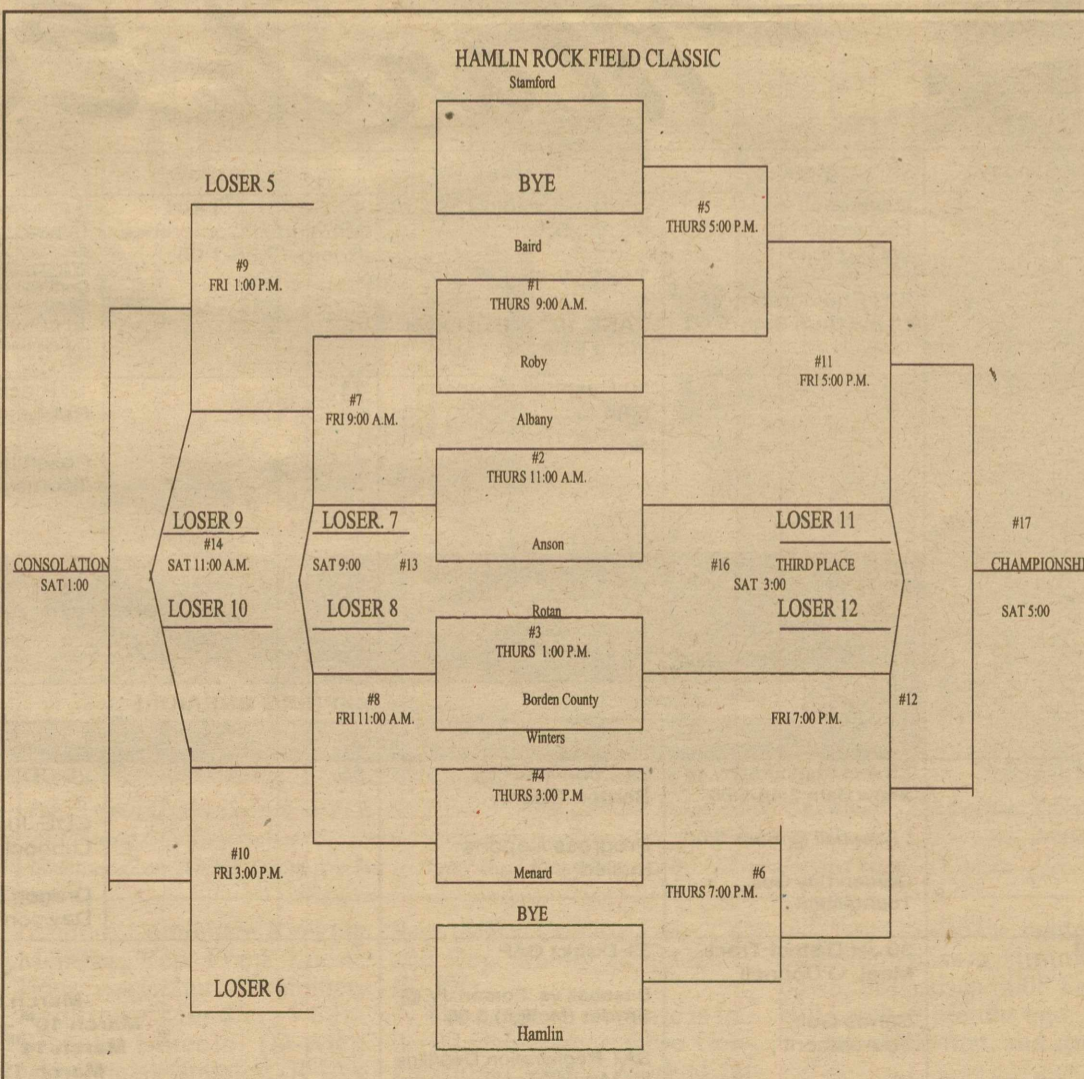 HAMLIN ROCK FIELD CLASSIC
Stamford
LOSER 5
BYE
#5
THURS 5:00 P.M.
Baird
#9
FRI 1:00 P.M.
#1
THURS 9:00 A.M.
Roby
#11
FRI 5:00 P.M.
#7
FRI 9:00 A.M.
Albany
#2
THURS 11:00 A.M.
LOSER 9
LOSER. 7
LOSER 11
#17
#14
Anson
CONSOLATION
SAT 11:00 A.M.
SAT 9:00 #13
#16
THIRD PLACE
CHAMPIONSHI
SAT 1:00
SAT 3:00
LOSER 10
LOSER 8
Rotan
LOSER 12
SAT 5:00
#3
THURS 1:00 P.M.
#8
FRI 11:00 A.M.
Borden County
FRI 7:00 P.M.
#12
Winters
#4
THURS 3:00 P.M
#10
FRI 3:00 P.M.
Menard
#6
THURS 7:00 P.M.
BYE
LOSER 6
Hamlin